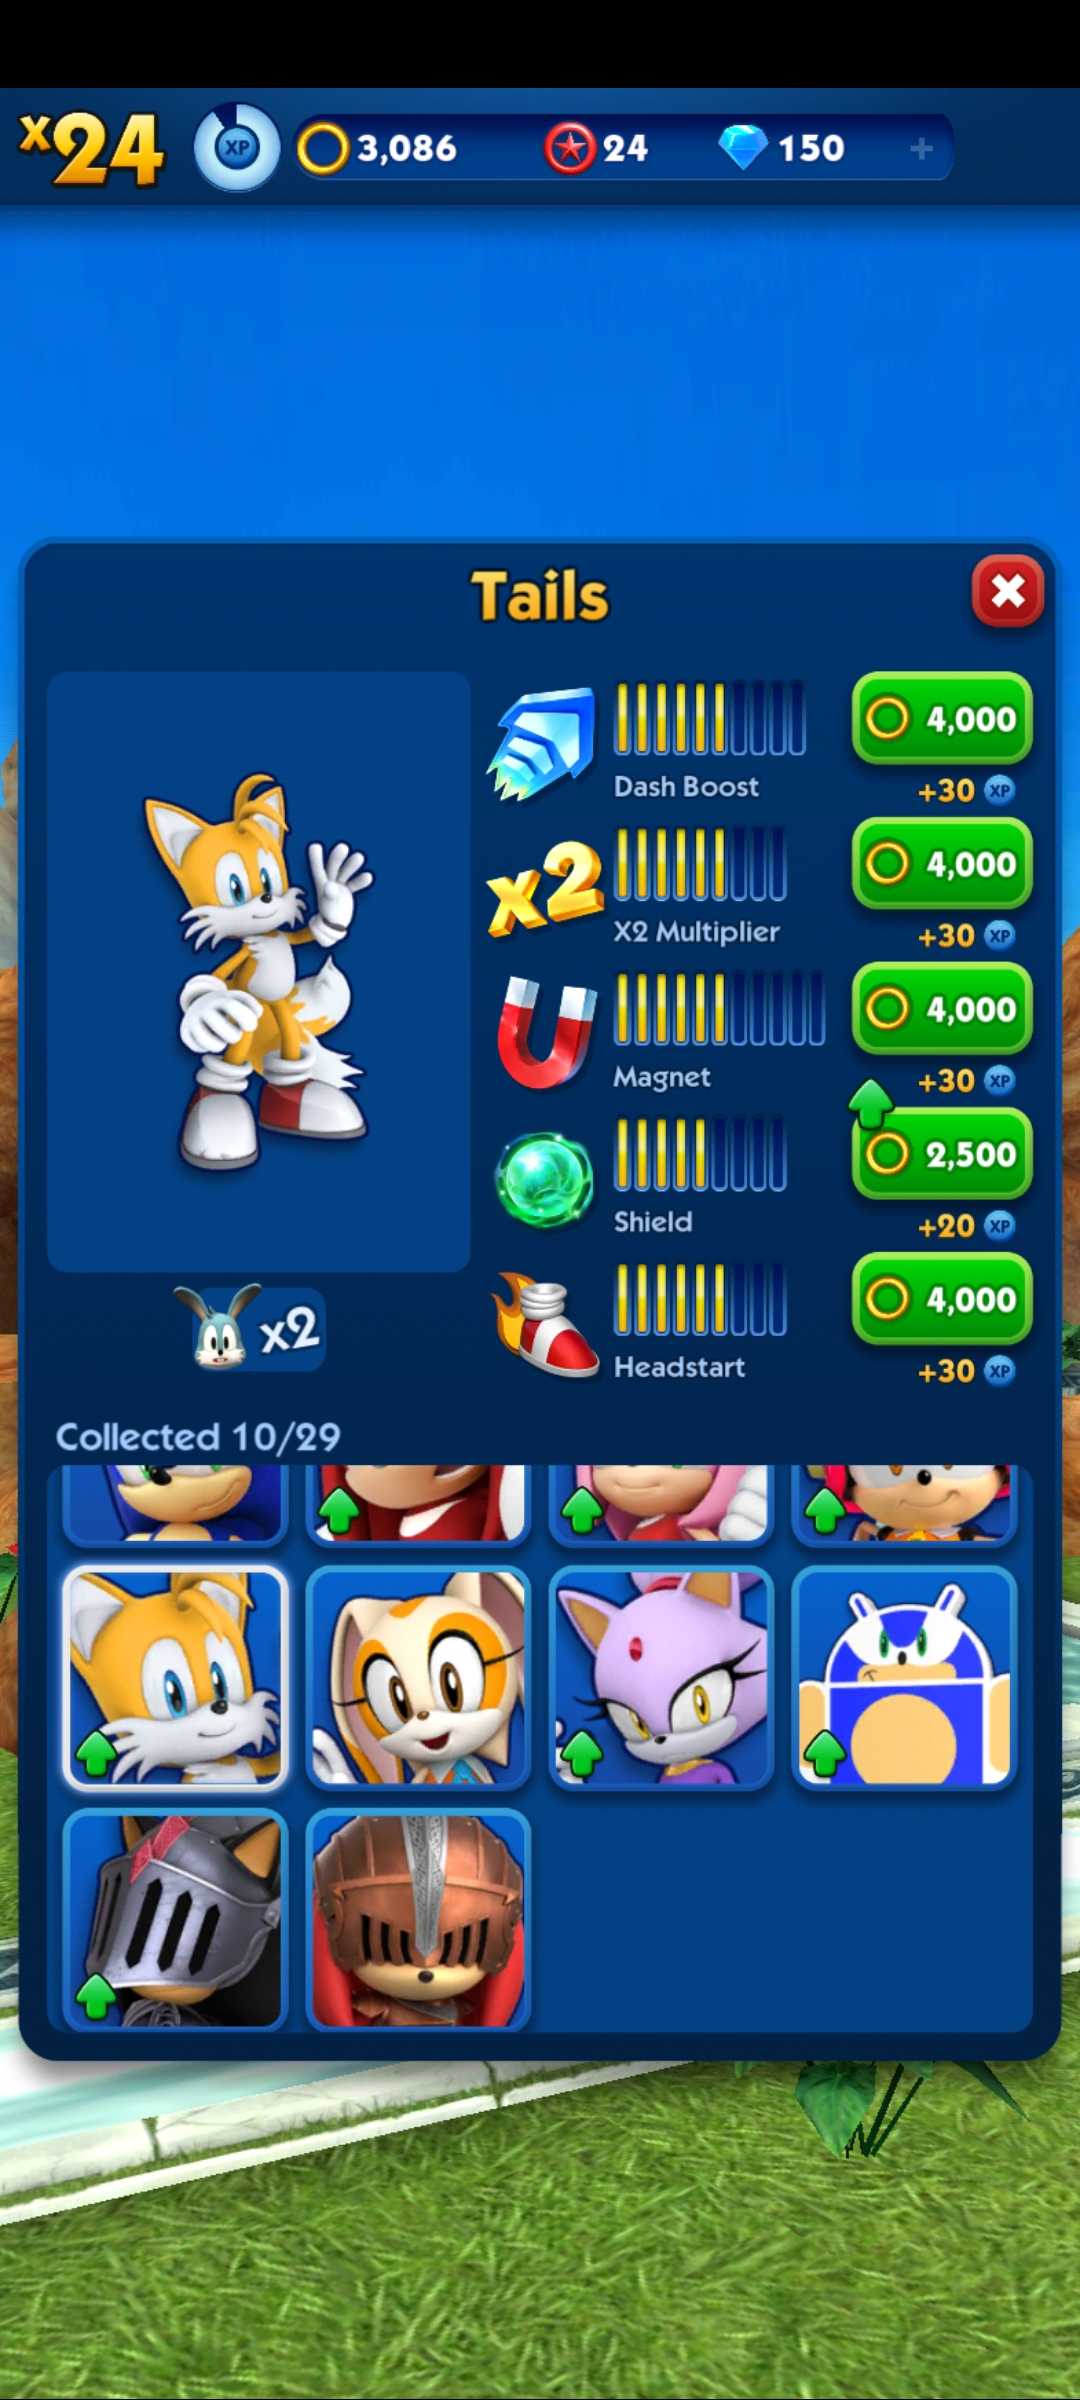 x24 XP 3,086 24 150 +
Tails
4,000
Dash Boost
+30 XP
x2
4,000
X2 Multiplier
+30 XP
4,000
Magnet
+30 XP
2,500
Shield
+20 XP
x2
4,000
Headstart
+30 XP
Collected 10/29